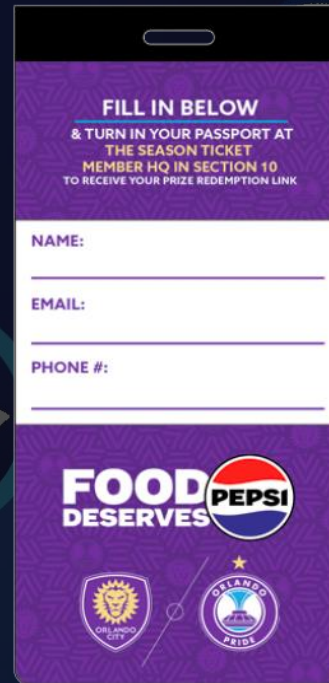 FILL IN BELOW
& TURN IN YOUR PASSPORT AT
THE SEASON TICKET
MEMBER HQ IN SECTION 10
TO RECEIVE YOUR PRIZE REDEMPTION LINK
NAME:
EMAIL:
PHONE #:
FOOD
DESERVES
PEPSI
ORLANDO
CITY
ORLANDO
PRIDE